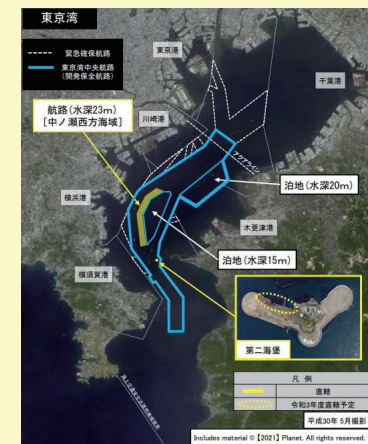 東京湾
緊急確保航路
東京湾中央航路
(開発保全航路)
東京港
千葉港
川崎港
航路(水深23m)
[中ノ瀬西方海域]
アクアライン
泊地(水深20m)
横浜港
木更津港
泊地(水深15m)
横須賀港
第二海堡
凡 例
直轄
令和3年度直轄予定
平成30年 5月撮影
Includes material © 【2021】 Planet. All rights reserved.